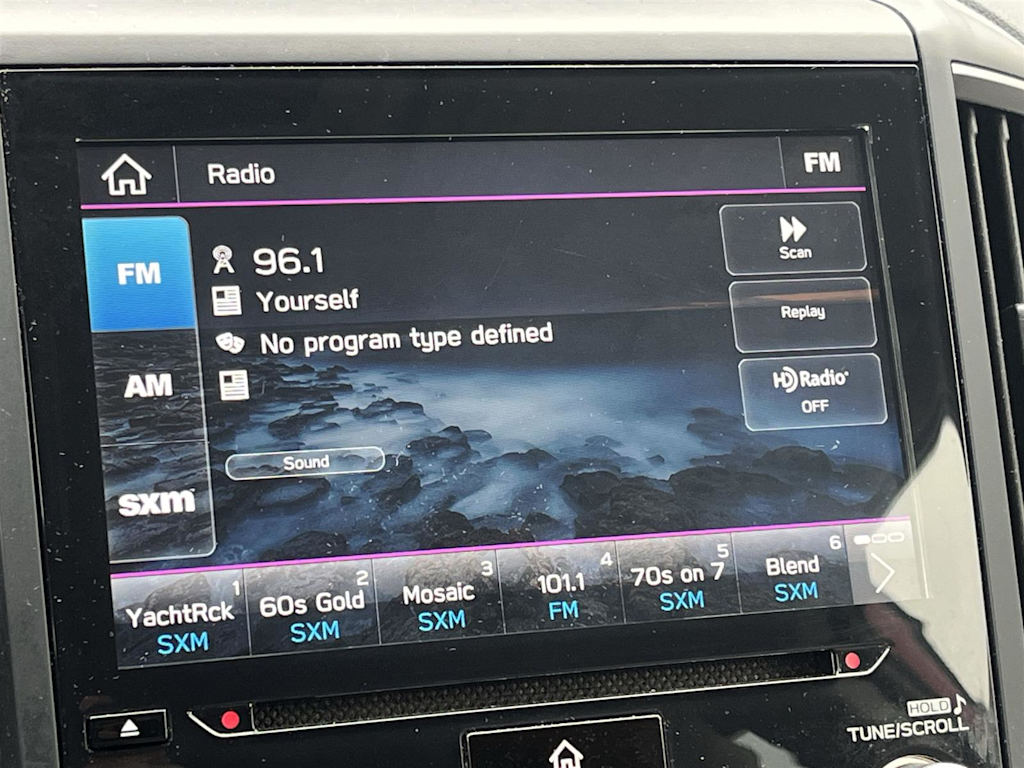 Radio
FM
FM
96.1
Yourself
No program type defined
AM
Sound
sxm
Scan
Replay
HD Radio
OFF
1
YachtRck
SXM
2
60s Gold
SXM
3
Mosaic
SXM
4
101.1
FM
5
70s on 7
SXM
6
Blend
SXM
HOLD
TUNE/SCROLL